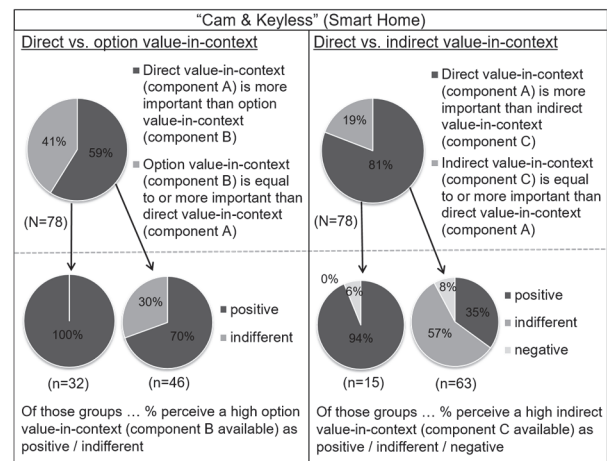 "Cam & Keyless" (Smart Home)
Direct vs. option value-in-context
Direct value-in-context
(component A) is more
important than option
value-in-context
(component B)
Option value-in-context
(component B) is equal
to or more important than
direct value-in-context
(component A)
41%
59%
(N=78)
100%
30%
70%
positive
indifferent
(n=32)
(n=46)
Of those groups … % perceive a high option
value-in-context (component B available) as
positive / indifferent
Direct vs. indirect value-in-context
Direct value-in-context
(component A) is more
important than indirect
value-in-context
(component C)
Indirect value-in-context
(component C) is equal
to or more important than
direct value-in-context
(component A)
19%
81%
(N=78)
0%
6%
94%
8%
35%
57%
positive
indifferent
negative
(n=15)
(n=63)
Of those groups … % perceive a high indirect
value-in-context (component C available) as
positive / indifferent / negative